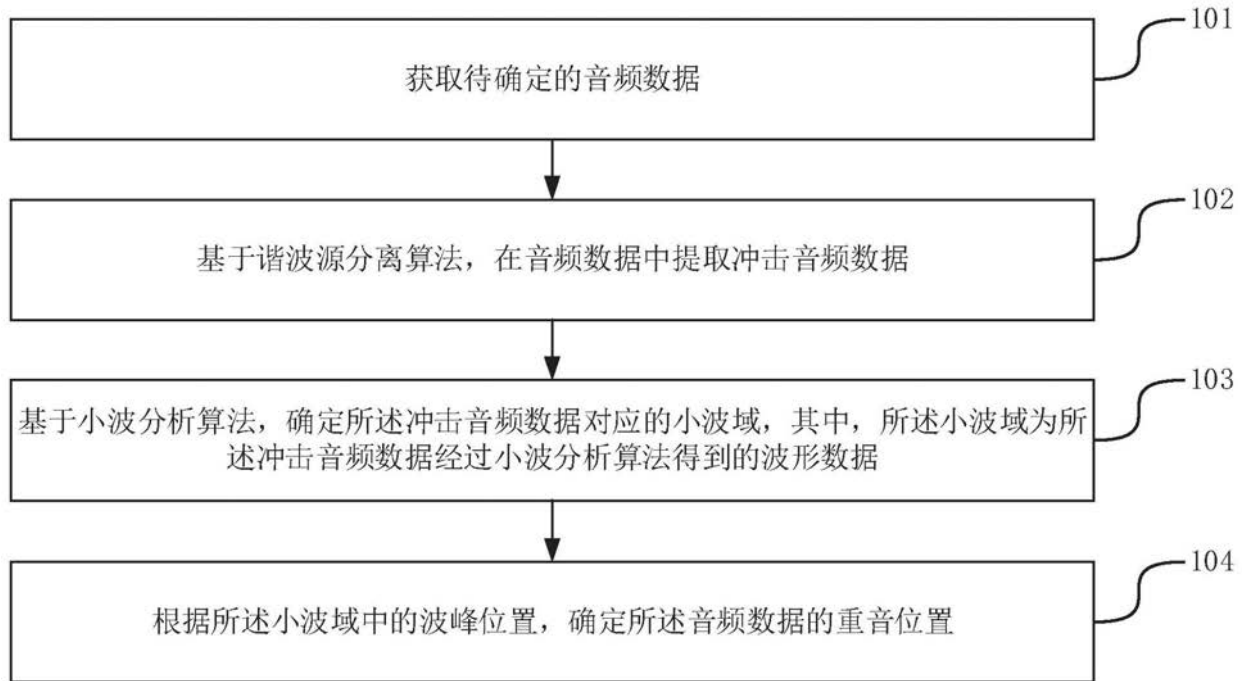 101
获取待确定的音频数据
102
基于谐波源分离算法，在音频数据中提取冲击音频数据
103
基于小波分析算法，确定所述冲击音频数据对应的小波域，其中，所述小波域为所
述冲击音频数据经过小波分析算法得到的波形数据
104
根据所述小波域中的波峰位置，确定所述音频数据的重音位置